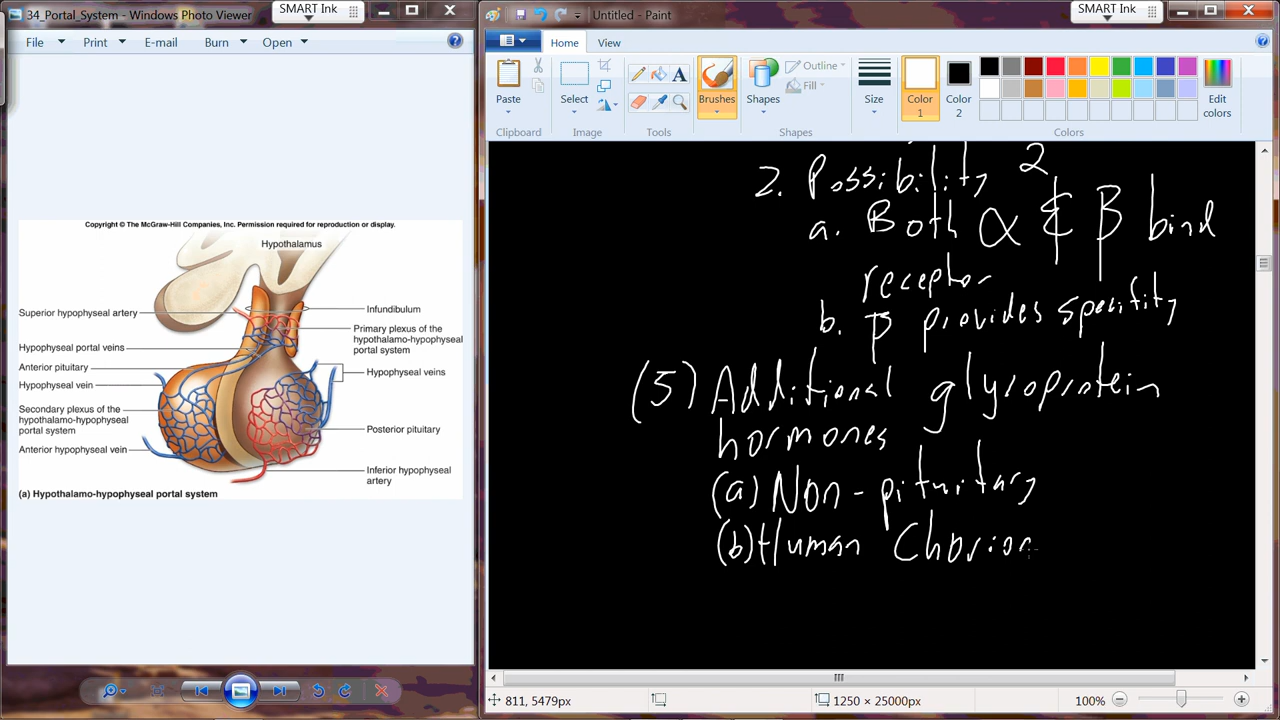 34_Portal_System - Windows Photo Viewer
SMART Ink
File Print E-mail Burn Open
Copyright © The McGraw-Hill Companies, Inc. Permission required for reproduction or display.
Hypothalamus
Superior hypophyseal artery
Hypophyseal portal veins
Anterior pituitary
Hypophyseal vein
Secondary plexus of the
hypothalamo-hypophyseal
portal system
Anterior hypophyseal vein
Infundibulum
Primary plexus of the
hypothalamo-hypophyseal
portal system
Hypophyseal veins
Posterior pituitary
Inferior hypophyseal
artery
(a) Hypothalamo-hypophyseal portal system
Untitled - Paint
SMART Ink
Home View
Paste
Select
Brushes
Shapes
Outline
Fill
Size
Color
1
Color
2
Edit
colors
Clipboard Image Tools Shapes Colors
2. Possibility 2
a. Both α & β bind
receptor
b. β provides specifity
(5) Additional glycoprotein
hormones
(a) Non-pituitary
(b) Human Chorion
811, 5479px
1250 × 25000px
100%